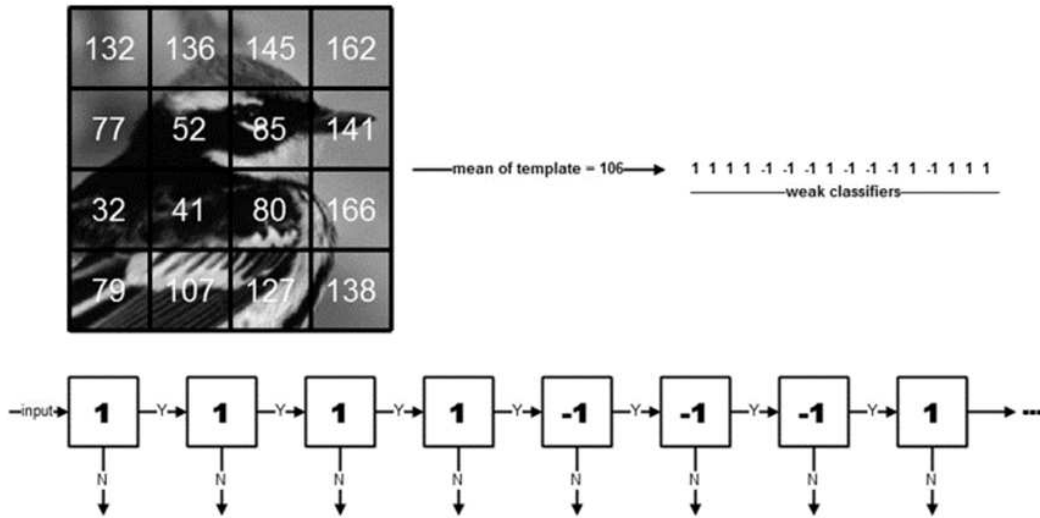 132 136 145 162
77 52 85 141
32 41 80 166
79 107 127 138
mean of template = 106
1 1 1 1 -1 -1 -1 1 -1 -1 -1 1 -1 1 1 1
weak classifiers
input 1 Y 1 Y 1 Y 1 Y -1 Y -1 Y -1 Y 1 ...
N N N N N N N N